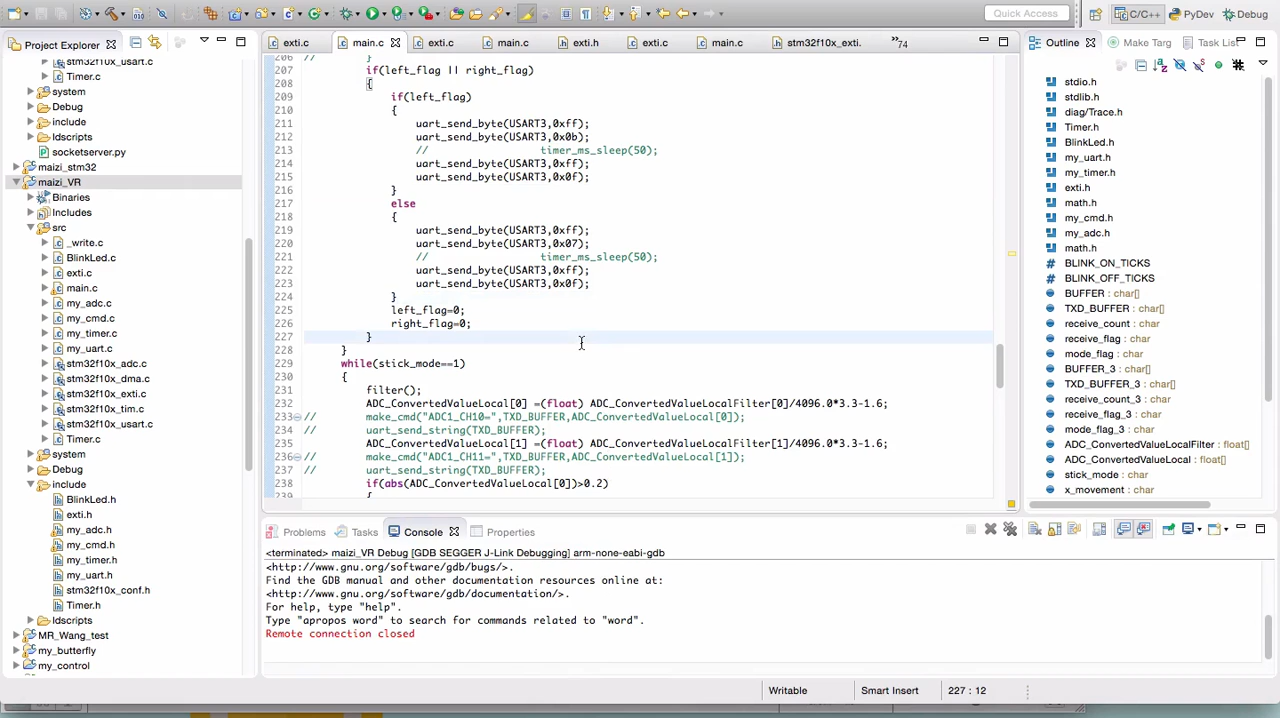 Quick Access
C/C++
PyDev
Debug
Project Explorer
stm32f10x_usart.c
Timer.c
system
Debug
include
ldscripts
socketserver.py
maizi_stm32
maizi_VR
Binaries
Includes
src
_write.c
BlinkLed.c
exti.c
main.c
my_adc.c
my_cmd.c
my_timer.c
my_uart.c
stm32f10x_adc.c
stm32f10x_dma.c
stm32f10x_exti.c
stm32f10x_tim.c
stm32f10x_usart.c
Timer.c
system
Debug
include
BlinkLed.h
exti.h
my_adc.h
my_cmd.h
my_timer.h
my_uart.h
stm32f10x_conf.h
Timer.h
ldscripts
MR_Wang_test
my_butterfly
my_control
exti.c
main.c
exti.c
main.c
exti.h
exti.c
main.c
stm32f10x_exti.
»74
206 // }
207 if(left_flag || right_flag)
208 {
209 if(left_flag)
210 {
211 uart_send_byte(USART3,0xff);
212 uart_send_byte(USART3,0x0b);
213 // timer_ms_sleep(50);
214 uart_send_byte(USART3,0xff);
215 uart_send_byte(USART3,0x0f);
216 }
217 else
218 {
219 uart_send_byte(USART3,0xff);
220 uart_send_byte(USART3,0x07);
221 // timer_ms_sleep(50);
222 uart_send_byte(USART3,0xff);
223 uart_send_byte(USART3,0x0f);
224 }
225 left_flag=0;
226 right_flag=0;
227 }
228 }
229 while(stick_mode==1)
230 {
231 filter();
232 ADC_ConvertedValueLocal[0] =(float) ADC_ConvertedValueLocalFilter[0]/4096.0*3.3-1.6;
233 // make_cmd("ADC1_CH10=",TXD_BUFFER,ADC_ConvertedValueLocal[0]);
234 // uart_send_string(TXD_BUFFER);
235 ADC_ConvertedValueLocal[1] =(float) ADC_ConvertedValueLocalFilter[1]/4096.0*3.3-1.6;
236 // make_cmd("ADC1_CH11=",TXD_BUFFER,ADC_ConvertedValueLocal[1]);
237 // uart_send_string(TXD_BUFFER);
238 if(abs(ADC_ConvertedValueLocal[0])>0.2)
239 {
Outline
Make Targ
Task List
stdio.h
stdlib.h
diag/Trace.h
Timer.h
BlinkLed.h
my_uart.h
my_timer.h
exti.h
math.h
my_cmd.h
my_adc.h
math.h
BLINK_ON_TICKS
BLINK_OFF_TICKS
BUFFER : char[]
TXD_BUFFER : char[]
receive_count : char
receive_flag : char
mode_flag : char
BUFFER_3 : char[]
TXD_BUFFER_3 : char[]
receive_count_3 : char
receive_flag_3 : char
mode_flag_3 : char
ADC_ConvertedValueLocalFilter : float[]
ADC_ConvertedValueLocal : float[]
stick_mode : char
x_movement : char
Problems
Tasks
Console
Properties
<terminated> maizi_VR Debug [GDB SEGGER J-Link Debugging] arm-none-eabi-gdb
<http://www.gnu.org/software/gdb/bugs/>.
Find the GDB manual and other documentation resources online at:
<http://www.gnu.org/software/gdb/documentation/>.
For help, type "help".
Type "apropos word" to search for commands related to "word".
Remote connection closed
Writable
Smart Insert
227 : 12